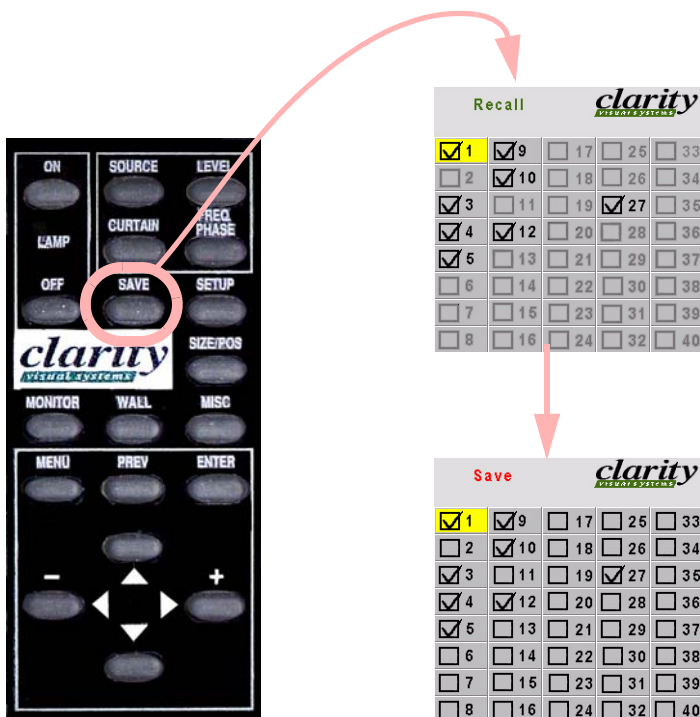 Recall clarity
VISUAL SYSTEMS
1 9 17 25 33
2 10 18 26 34
3 11 19 27 35
4 12 20 28 36
5 13 21 29 37
6 14 22 30 38
7 15 23 31 39
8 16 24 32 40
ON SOURCE LEVEL
LAMP CURTAIN FREQ
PHASE
OFF SAVE SETUP
clarity
visual systems
SIZE/POS
MONITOR WALL MISC
MENU PREV ENTER
– +
Save clarity
VISUAL SYSTEMS
1 9 17 25 33
2 10 18 26 34
3 11 19 27 35
4 12 20 28 36
5 13 21 29 37
6 14 22 30 38
7 15 23 31 39
8 16 24 32 40